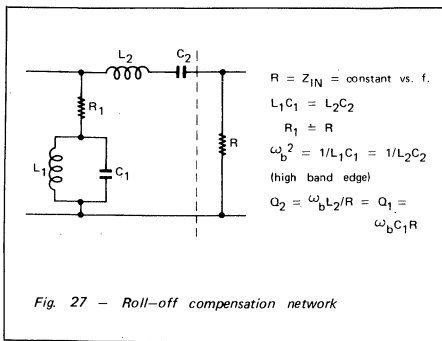 L2
C2
R1
L1
C1
R
R = ZIN = constant vs. f.
L1C1 = L2C2
R1 ≐ R
ωb² = 1/L1C1 = 1/L2C2
(high band edge)
Q2 = ωbL2/R = Q1 =
ωbC1R
Fig. 27 – Roll–off compensation network